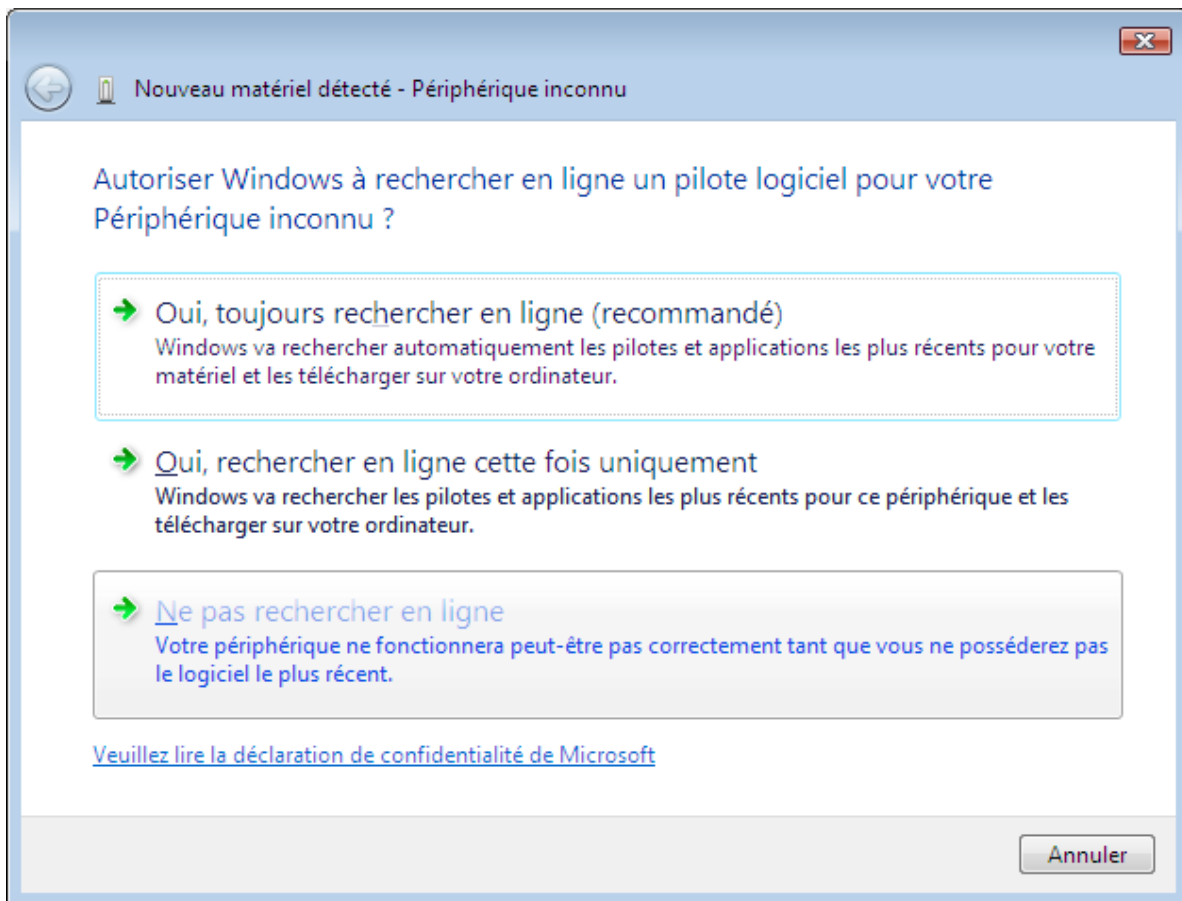 Nouveau matériel détecté - Périphérique inconnu
Autoriser Windows à rechercher en ligne un pilote logiciel pour votre
Périphérique inconnu ?
Oui, toujours rechercher en ligne (recommandé)
Windows va rechercher automatiquement les pilotes et applications les plus récents pour votre
matériel et les télécharger sur votre ordinateur.
Oui, rechercher en ligne cette fois uniquement
Windows va rechercher les pilotes et applications les plus récents pour ce périphérique et les
télécharger sur votre ordinateur.
Ne pas rechercher en ligne
Votre périphérique ne fonctionnera peut-être pas correctement tant que vous ne posséderez pas
le logiciel le plus récent.
Veuillez lire la déclaration de confidentialité de Microsoft
Annuler